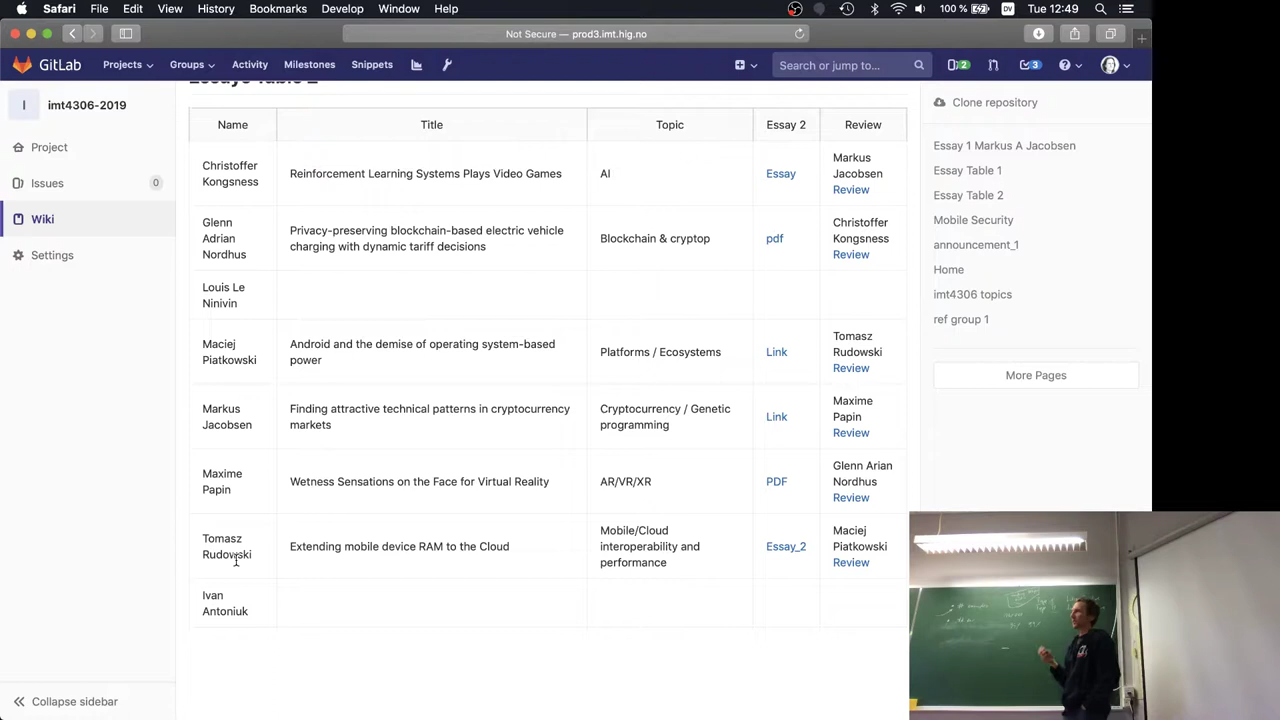 Safari File Edit View History Bookmarks Develop Window Help 100 % DV Tue 12:49
Not Secure — prod3.imt.hig.no
GitLab Projects Groups Activity Milestones Snippets Search or jump to... 2 3
I imt4306-2019
Project
Issues 0
Wiki
Settings
Collapse sidebar
Essays Table 2
Name Title Topic Essay 2 Review
Christoffer Kongsness Reinforcement Learning Systems Plays Video Games AI Essay Markus Jacobsen Review
Glenn Adrian Nordhus Privacy-preserving blockchain-based electric vehicle charging with dynamic tariff decisions Blockchain & cryptop pdf Christoffer Kongsness Review
Louis Le Ninivin
Maciej Piatkowski Android and the demise of operating system-based power Platforms / Ecosystems Link Tomasz Rudowski Review
Markus Jacobsen Finding attractive technical patterns in cryptocurrency markets Cryptocurrency / Genetic programming Link Maxime Papin Review
Maxime Papin Wetness Sensations on the Face for Virtual Reality AR/VR/XR PDF Glenn Arian Nordhus Review
Tomasz Rudowski Extending mobile device RAM to the Cloud Mobile/Cloud interoperability and performance Essay_2 Maciej Piatkowski Review
Ivan Antoniuk
Clone repository
Essay 1 Markus A Jacobsen
Essay Table 1
Essay Table 2
Mobile Security
announcement_1
Home
imt4306 topics
ref group 1
More Pages